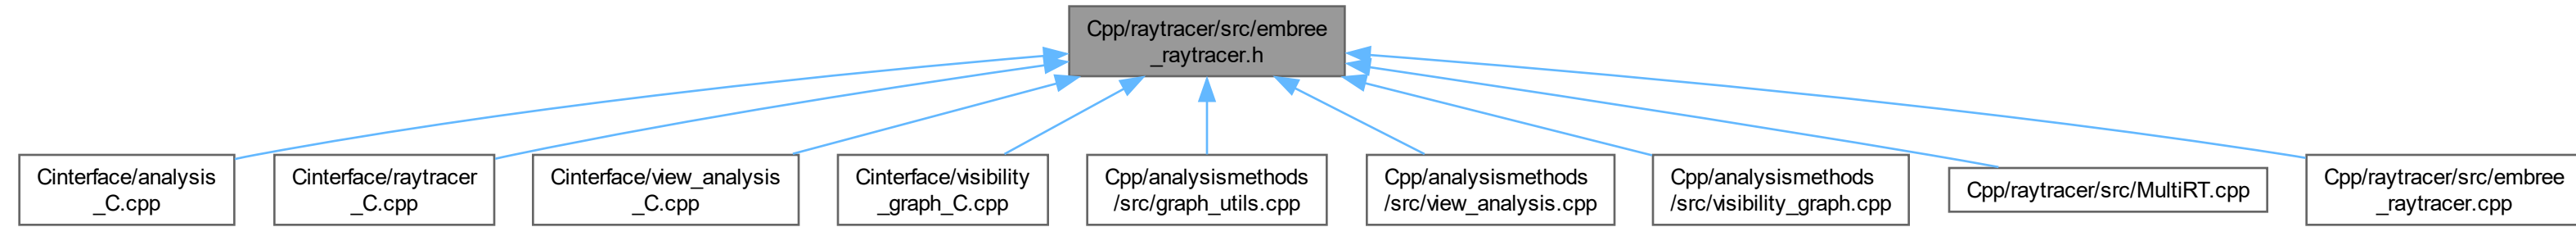 Cpp/raytracer/src/embree
_raytracer.h
Cinterface/analysis
_C.cpp
Cinterface/raytracer
_C.cpp
Cinterface/view_analysis
_C.cpp
Cinterface/visibility
_graph_C.cpp
Cpp/analysismethods
/src/graph_utils.cpp
Cpp/analysismethods
/src/view_analysis.cpp
Cpp/analysismethods
/src/visibility_graph.cpp
Cpp/raytracer/src/MultiRT.cpp
Cpp/raytracer/src/embree
_raytracer.cpp